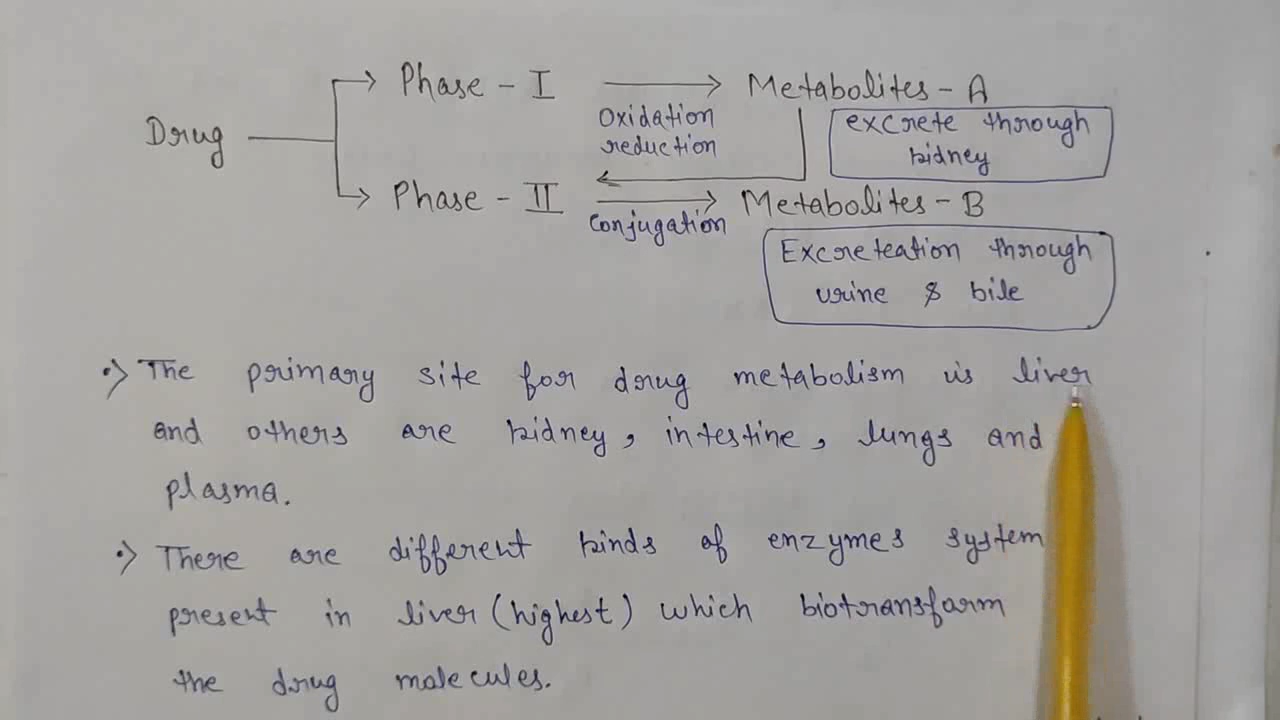 Drug
Phase - I
Oxidation
reduction
Metabolites - A
excrete through
kidney
Phase - II
Conjugation
Metabolites - B
Excreteation through
urine & bile
The primary site for drug metabolism is liver
and others are kidney, intestine, lungs and
plasma.
There are different kinds of enzymes system
present in liver (highest) which biotransfarm
the drug molecules.